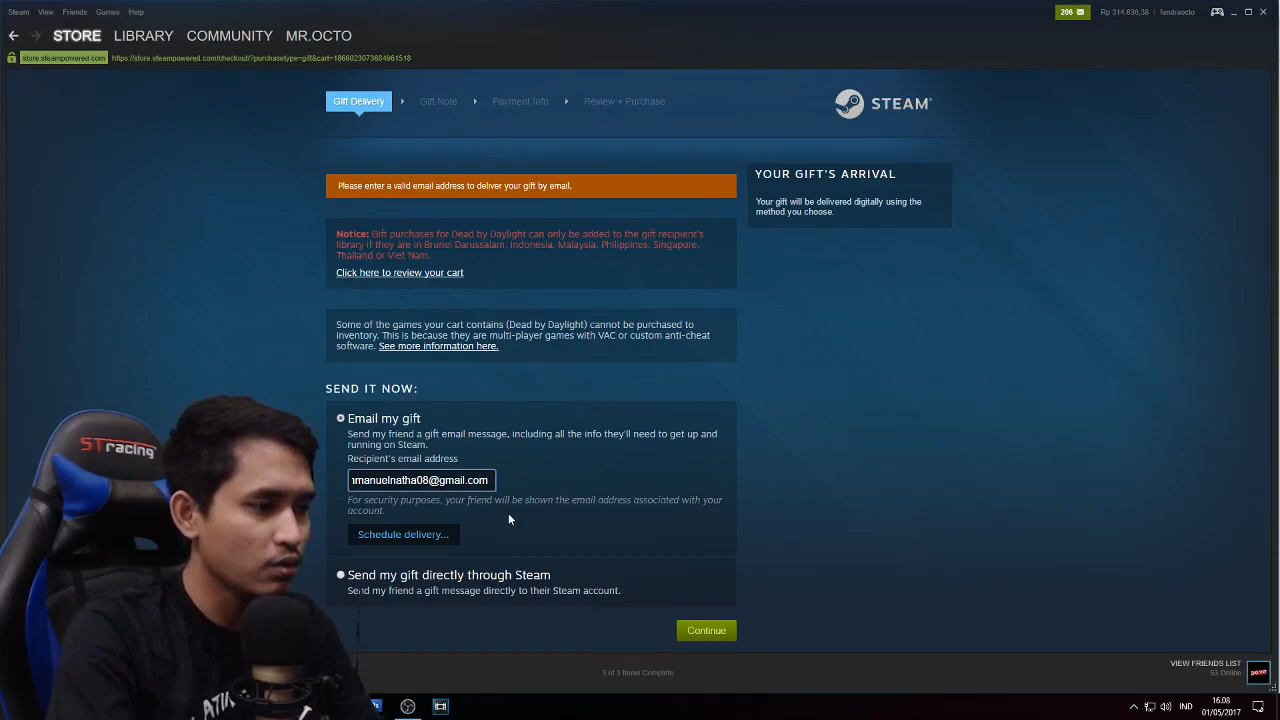 Steam View Friends Games Help
206 Rp 314.636,38 fandraocto
STORE LIBRARY COMMUNITY MR.OCTO
store.steampowered.com https://store.steampowered.com/checkout/?purchasetype=gift&cart=1866023073684961518
Gift Delivery Gift Note Payment Info Review + Purchase
STEAM
Please enter a valid email address to deliver your gift by email.
YOUR GIFT'S ARRIVAL
Your gift will be delivered digitally using the
method you choose.
Notice: Gift purchases for Dead by Daylight can only be added to the gift recipient's
library if they are in Brunei Darussalam, Indonesia, Malaysia, Philippines, Singapore,
Thailand or Viet Nam.
Click here to review your cart
Some of the games your cart contains (Dead by Daylight) cannot be purchased to
inventory. This is because they are multi-player games with VAC or custom anti-cheat
software. See more information here.
SEND IT NOW:
Email my gift
Send my friend a gift email message, including all the info they'll need to get up and
running on Steam.
Recipient's email address
manuelnatha08@gmail.com
For security purposes, your friend will be shown the email address associated with your
account.
Schedule delivery...
Send my gift directly through Steam
Send my friend a gift message directly to their Steam account.
Continue
3 of 3 Items Complete
VIEW FRIENDS LIST
53 Online
STracing
IND
16.08
01/05/2017